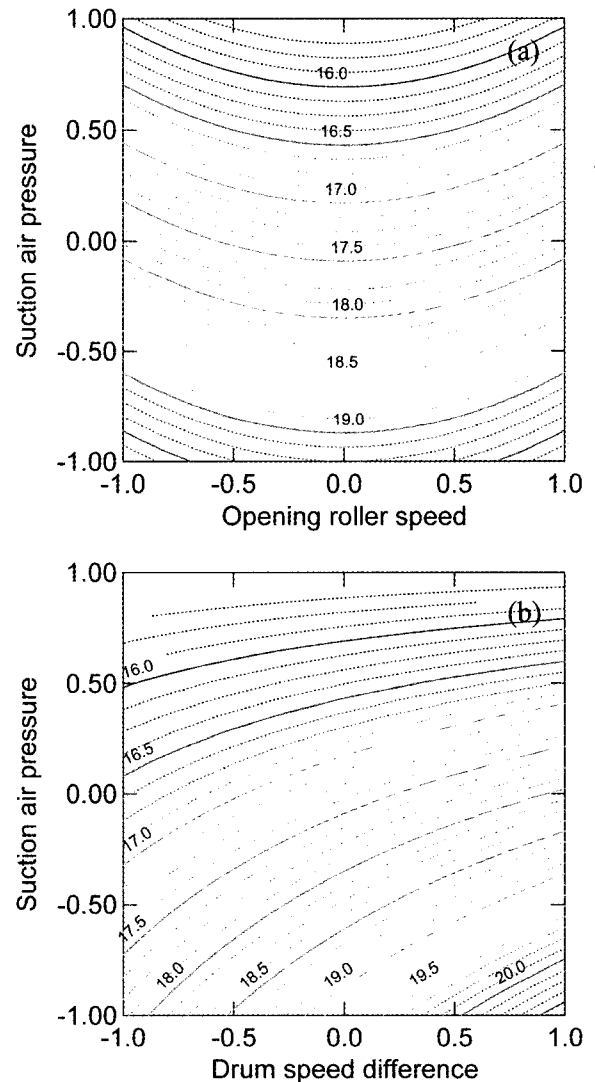 1.00
(a)
16.0
0.50
16.5
17.0
0.00
17.5
18.0
-0.50
18.5
19.0
-1.00
-1.0 -0.5 0.0 0.5 1.0
Suction air pressure
Opening roller speed
1.00
(b)
16.0
0.50
16.5
0.00
17.0
-0.50
17.5
18.0 18.5 19.0 19.5 20.0
-1.00
-1.0 -0.5 0.0 0.5 1.0
Suction air pressure
Drum speed difference